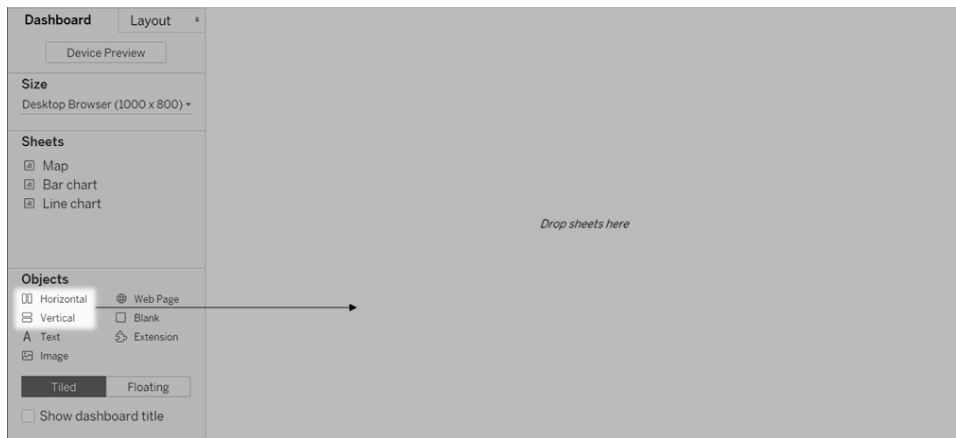 Dashboard Layout
Device Preview
Size
Desktop Browser (1000 x 800)
Sheets
Map
Bar chart
Line chart
Drop sheets here
Objects
Horizontal Web Page
Vertical Blank
A Text Extension
Image
Tiled Floating
Show dashboard title